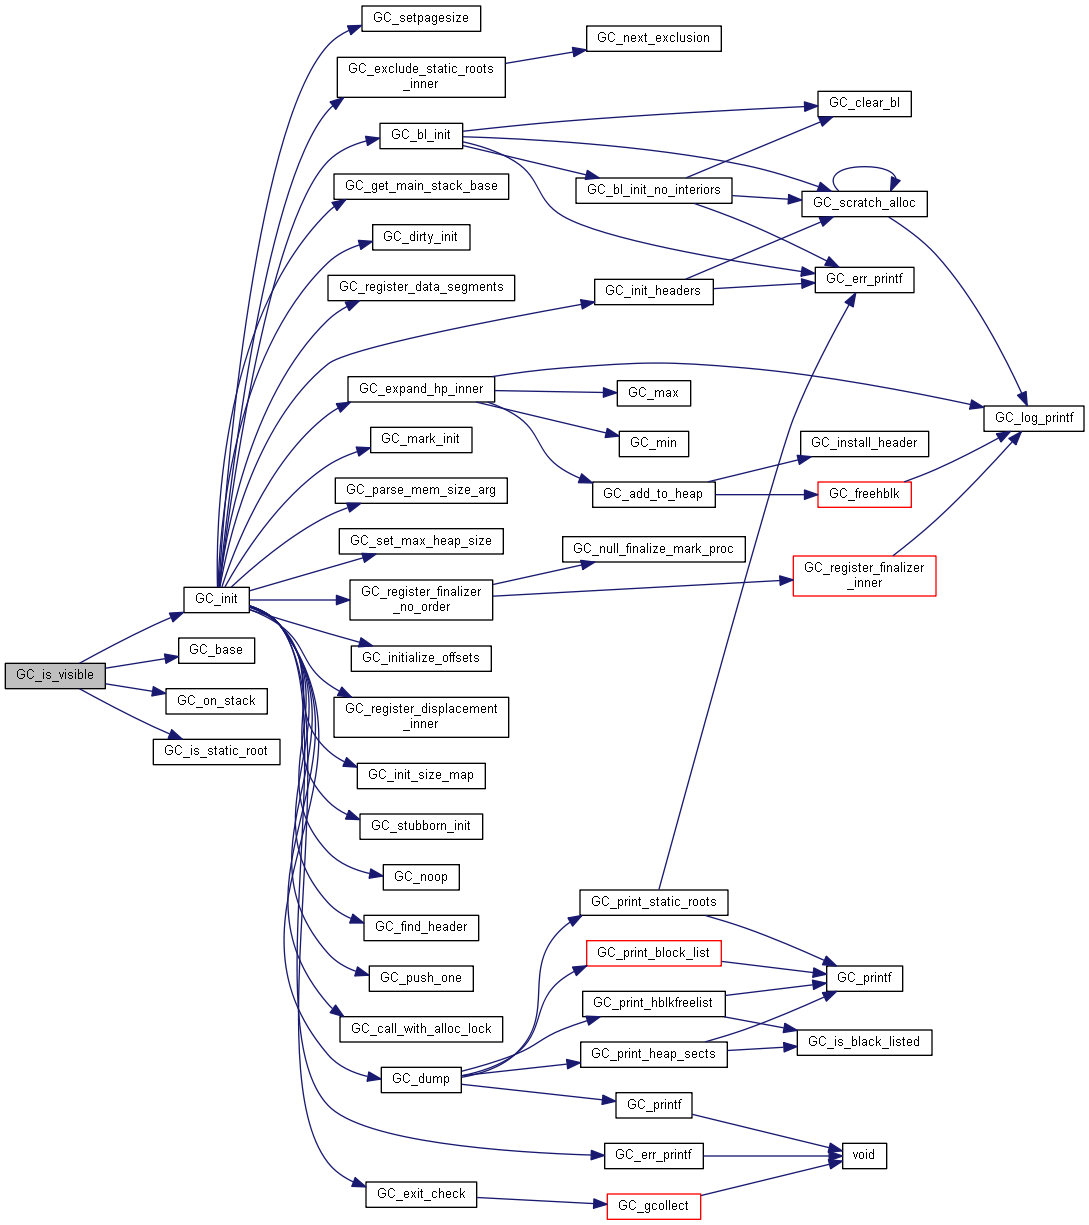 GC_setpagesize
GC_next_exclusion
GC_exclude_static_roots
_inner
GC_clear_bl
GC_bl_init
GC_get_main_stack_base
GC_bl_init_no_interiors
GC_scratch_alloc
GC_dirty_init
GC_err_printf
GC_register_data_segments
GC_init_headers
GC_expand_hp_inner
GC_max
GC_log_printf
GC_mark_init
GC_min
GC_install_header
GC_parse_mem_size_arg
GC_add_to_heap
GC_freehblk
GC_set_max_heap_size
GC_null_finalize_mark_proc
GC_register_finalizer
_inner
GC_init
GC_register_finalizer
_no_order
GC_base
GC_initialize_offsets
GC_is_visible
GC_on_stack
GC_register_displacement
_inner
GC_is_static_root
GC_init_size_map
GC_stubborn_init
GC_noop
GC_print_static_roots
GC_find_header
GC_print_block_list
GC_push_one
GC_printf
GC_print_hblkfreelist
GC_call_with_alloc_lock
GC_is_black_listed
GC_print_heap_sects
GC_dump
GC_printf
GC_err_printf
void
GC_exit_check
GC_gcollect